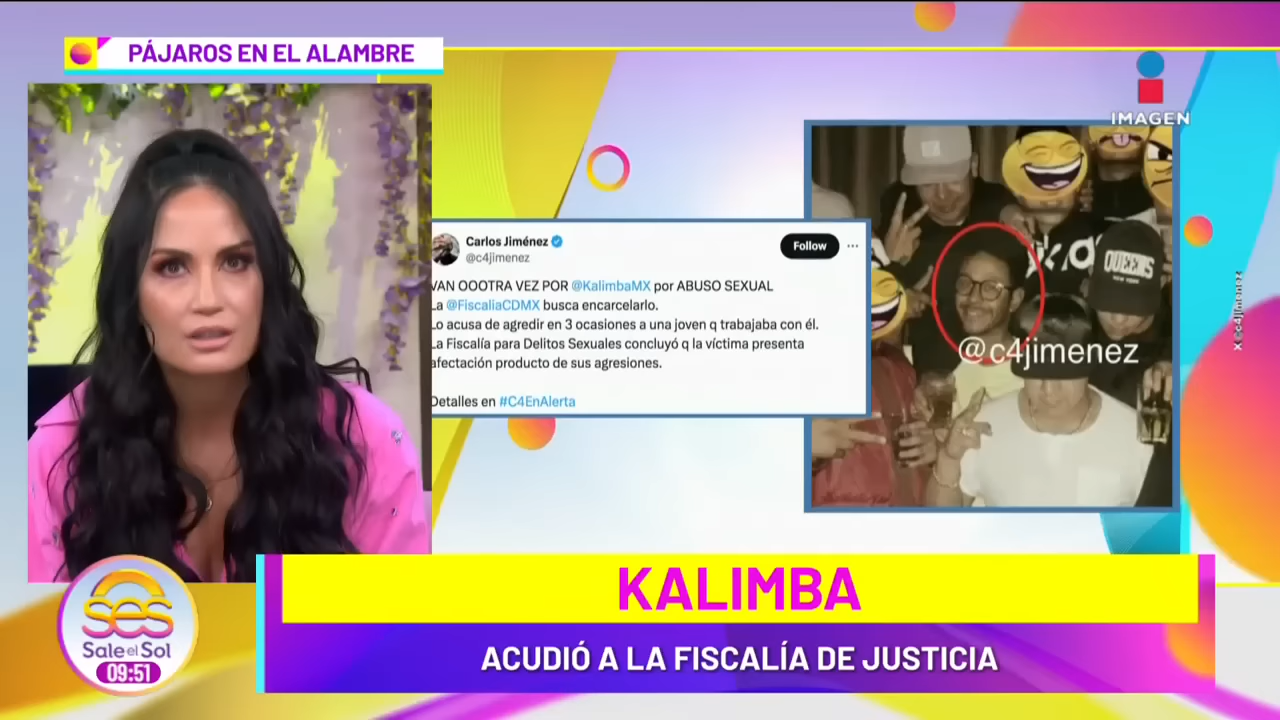 PÁJAROS EN EL ALAMBRE
IMAGEN
Carlos Jiménez
@c4jimenez
Follow
VAN OOOTRA VEZ POR @KalimbaMX por ABUSO SEXUAL
La @FiscaliaCDMX busca encarcelarlo.
Lo acusa de agredir en 3 ocasiones a una joven q trabajaba con él.
La Fiscalía para Delitos Sexuales concluyó q la víctima presenta
afectación producto de sus agresiones.
Detalles en #C4EnAlerta
QUEENS
NEW YORK
@c4jimenez
X @c4jimenez
KALIMBA
ACUDIÓ A LA FISCALÍA DE JUSTICIA
ses
Sale el Sol
09:51